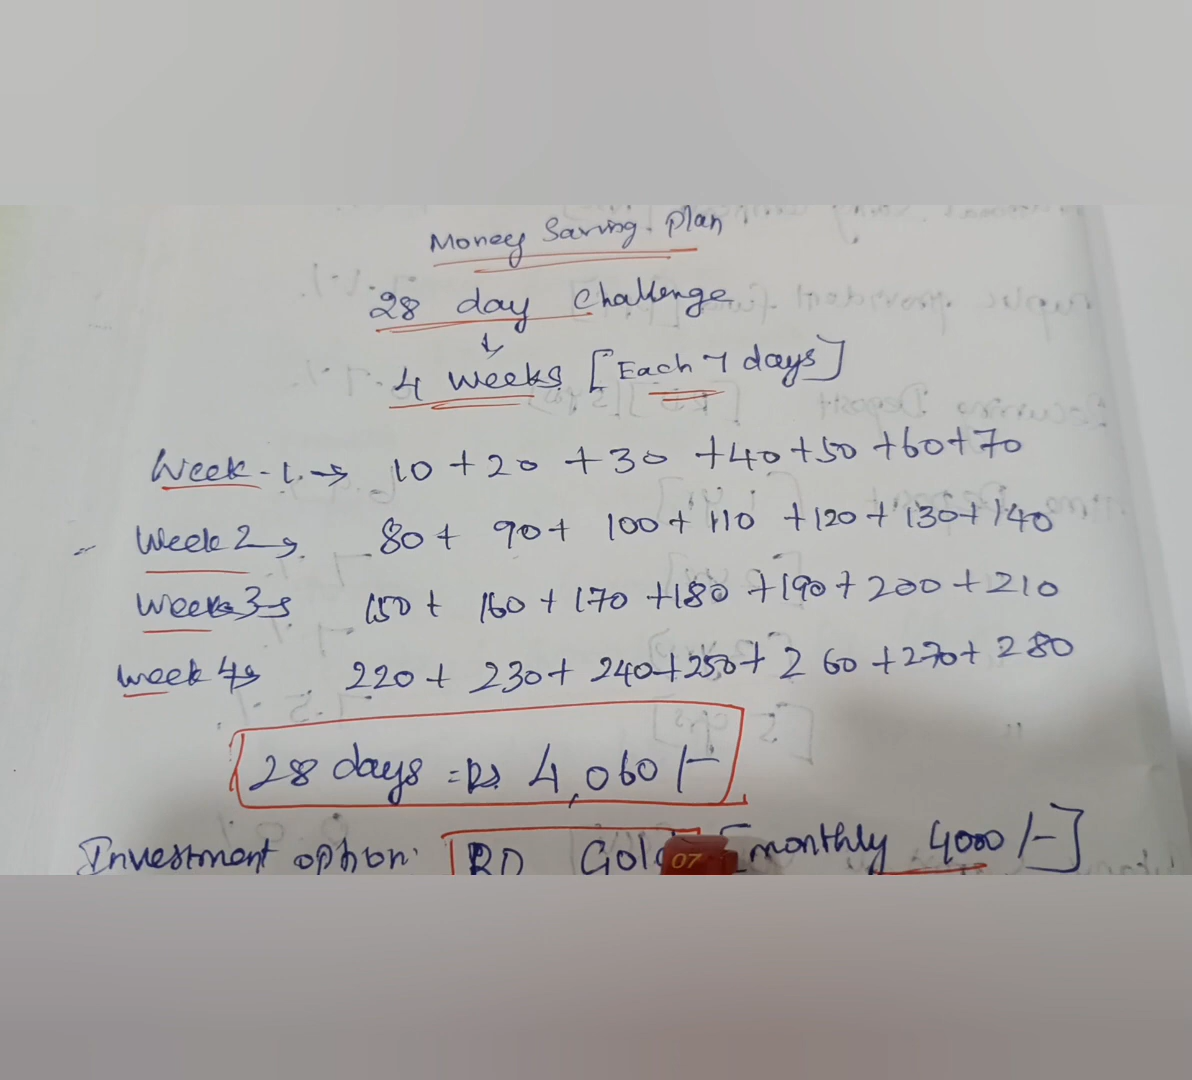 Money Saving Plan
28 day Challenge
4 weeks [Each 7 days]
Week-1 → 10 + 20 + 30 + 40 + 50 + 60 + 70
Week 2 → 80 + 90 + 100 + 110 + 120 + 130 + 140
Week 3 → 150 + 160 + 170 + 180 + 190 + 200 + 210
Week 4 → 220 + 230 + 240 + 250 + 260 + 270 + 280
28 days = Rs 4,060/-
Investment option: RD Gold [monthly 4000/-]
07